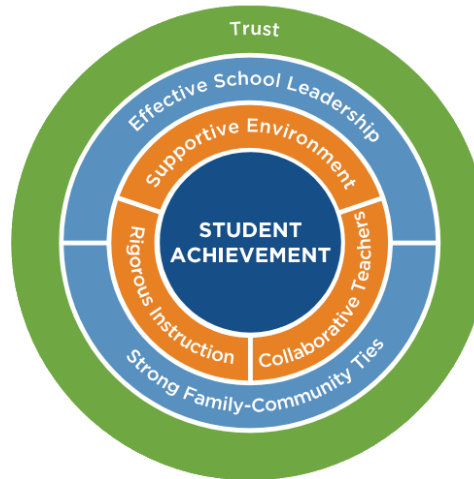 Trust
Effective School Leadership
Supportive Environment
STUDENT
ACHIEVEMENT
Rigorous Instruction
Collaborative Teachers
Strong Family-Community Ties